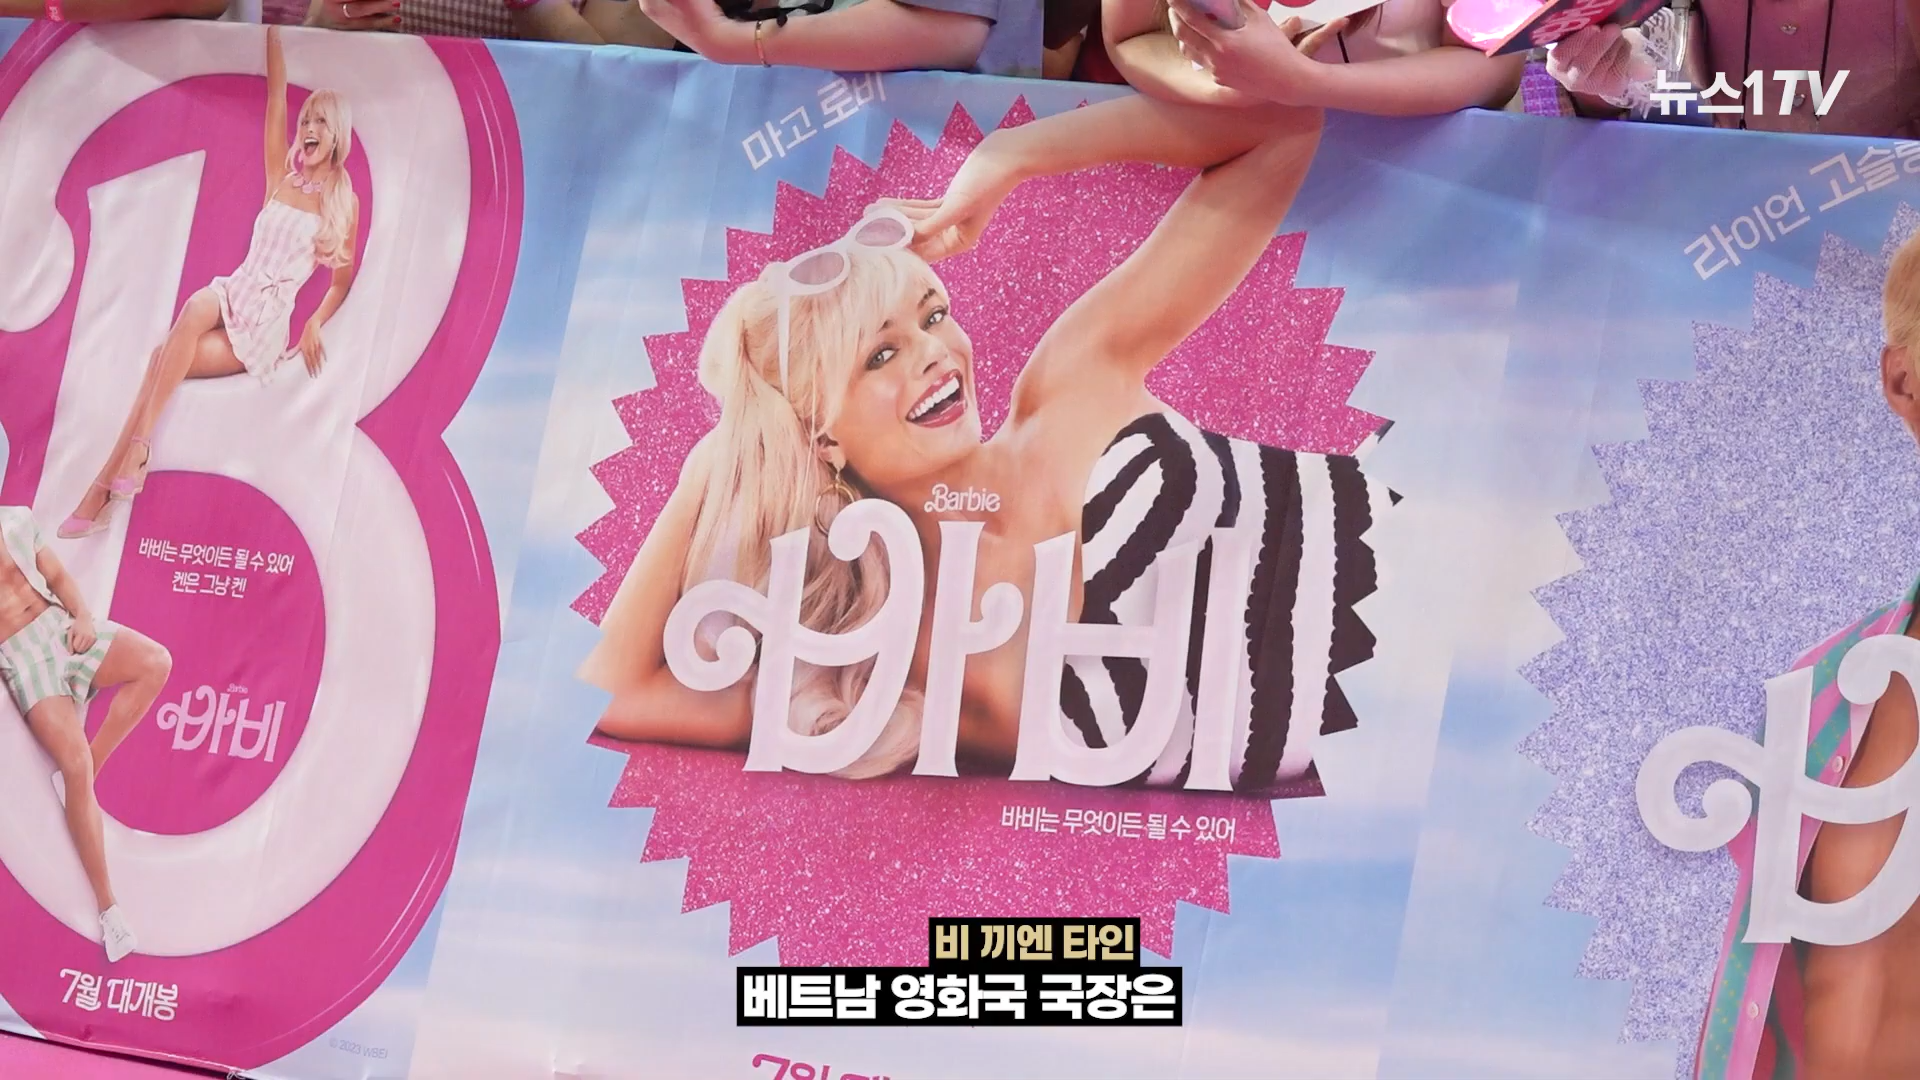 뉴스1TV
마고 로비
라이언 고슬링
Barbie
바비
바비는 무엇이든 될 수 있어
바비는 무엇이든 될 수 있어
켄은 그냥 켄
Barbie
바비
7월 대개봉
© 2023 WBEI
비 끼엔 타인
베트남 영화국 국장은